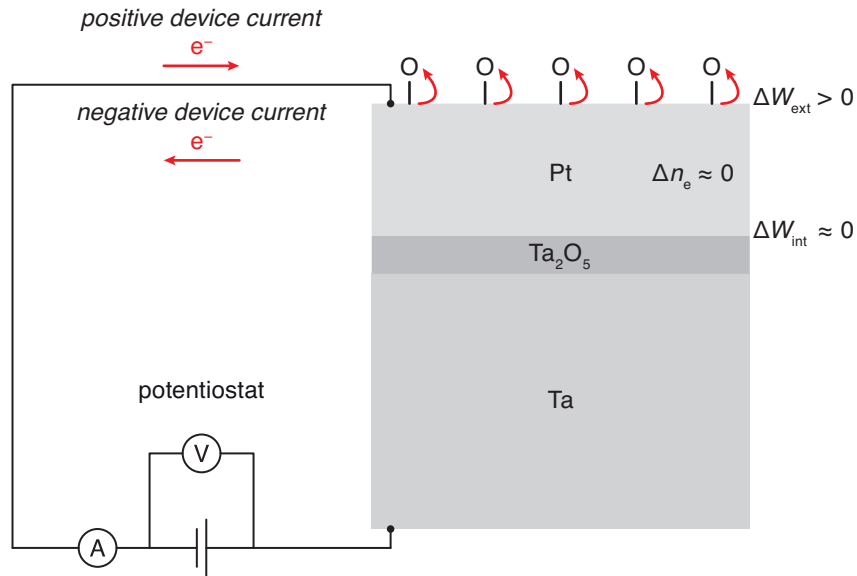 positive device current
e⁻
negative device current
e⁻
O O O O O
ΔW_ext > 0
Pt
Δn_e ≈ 0
ΔW_int ≈ 0
Ta₂O₅
Ta
potentiostat
V
A